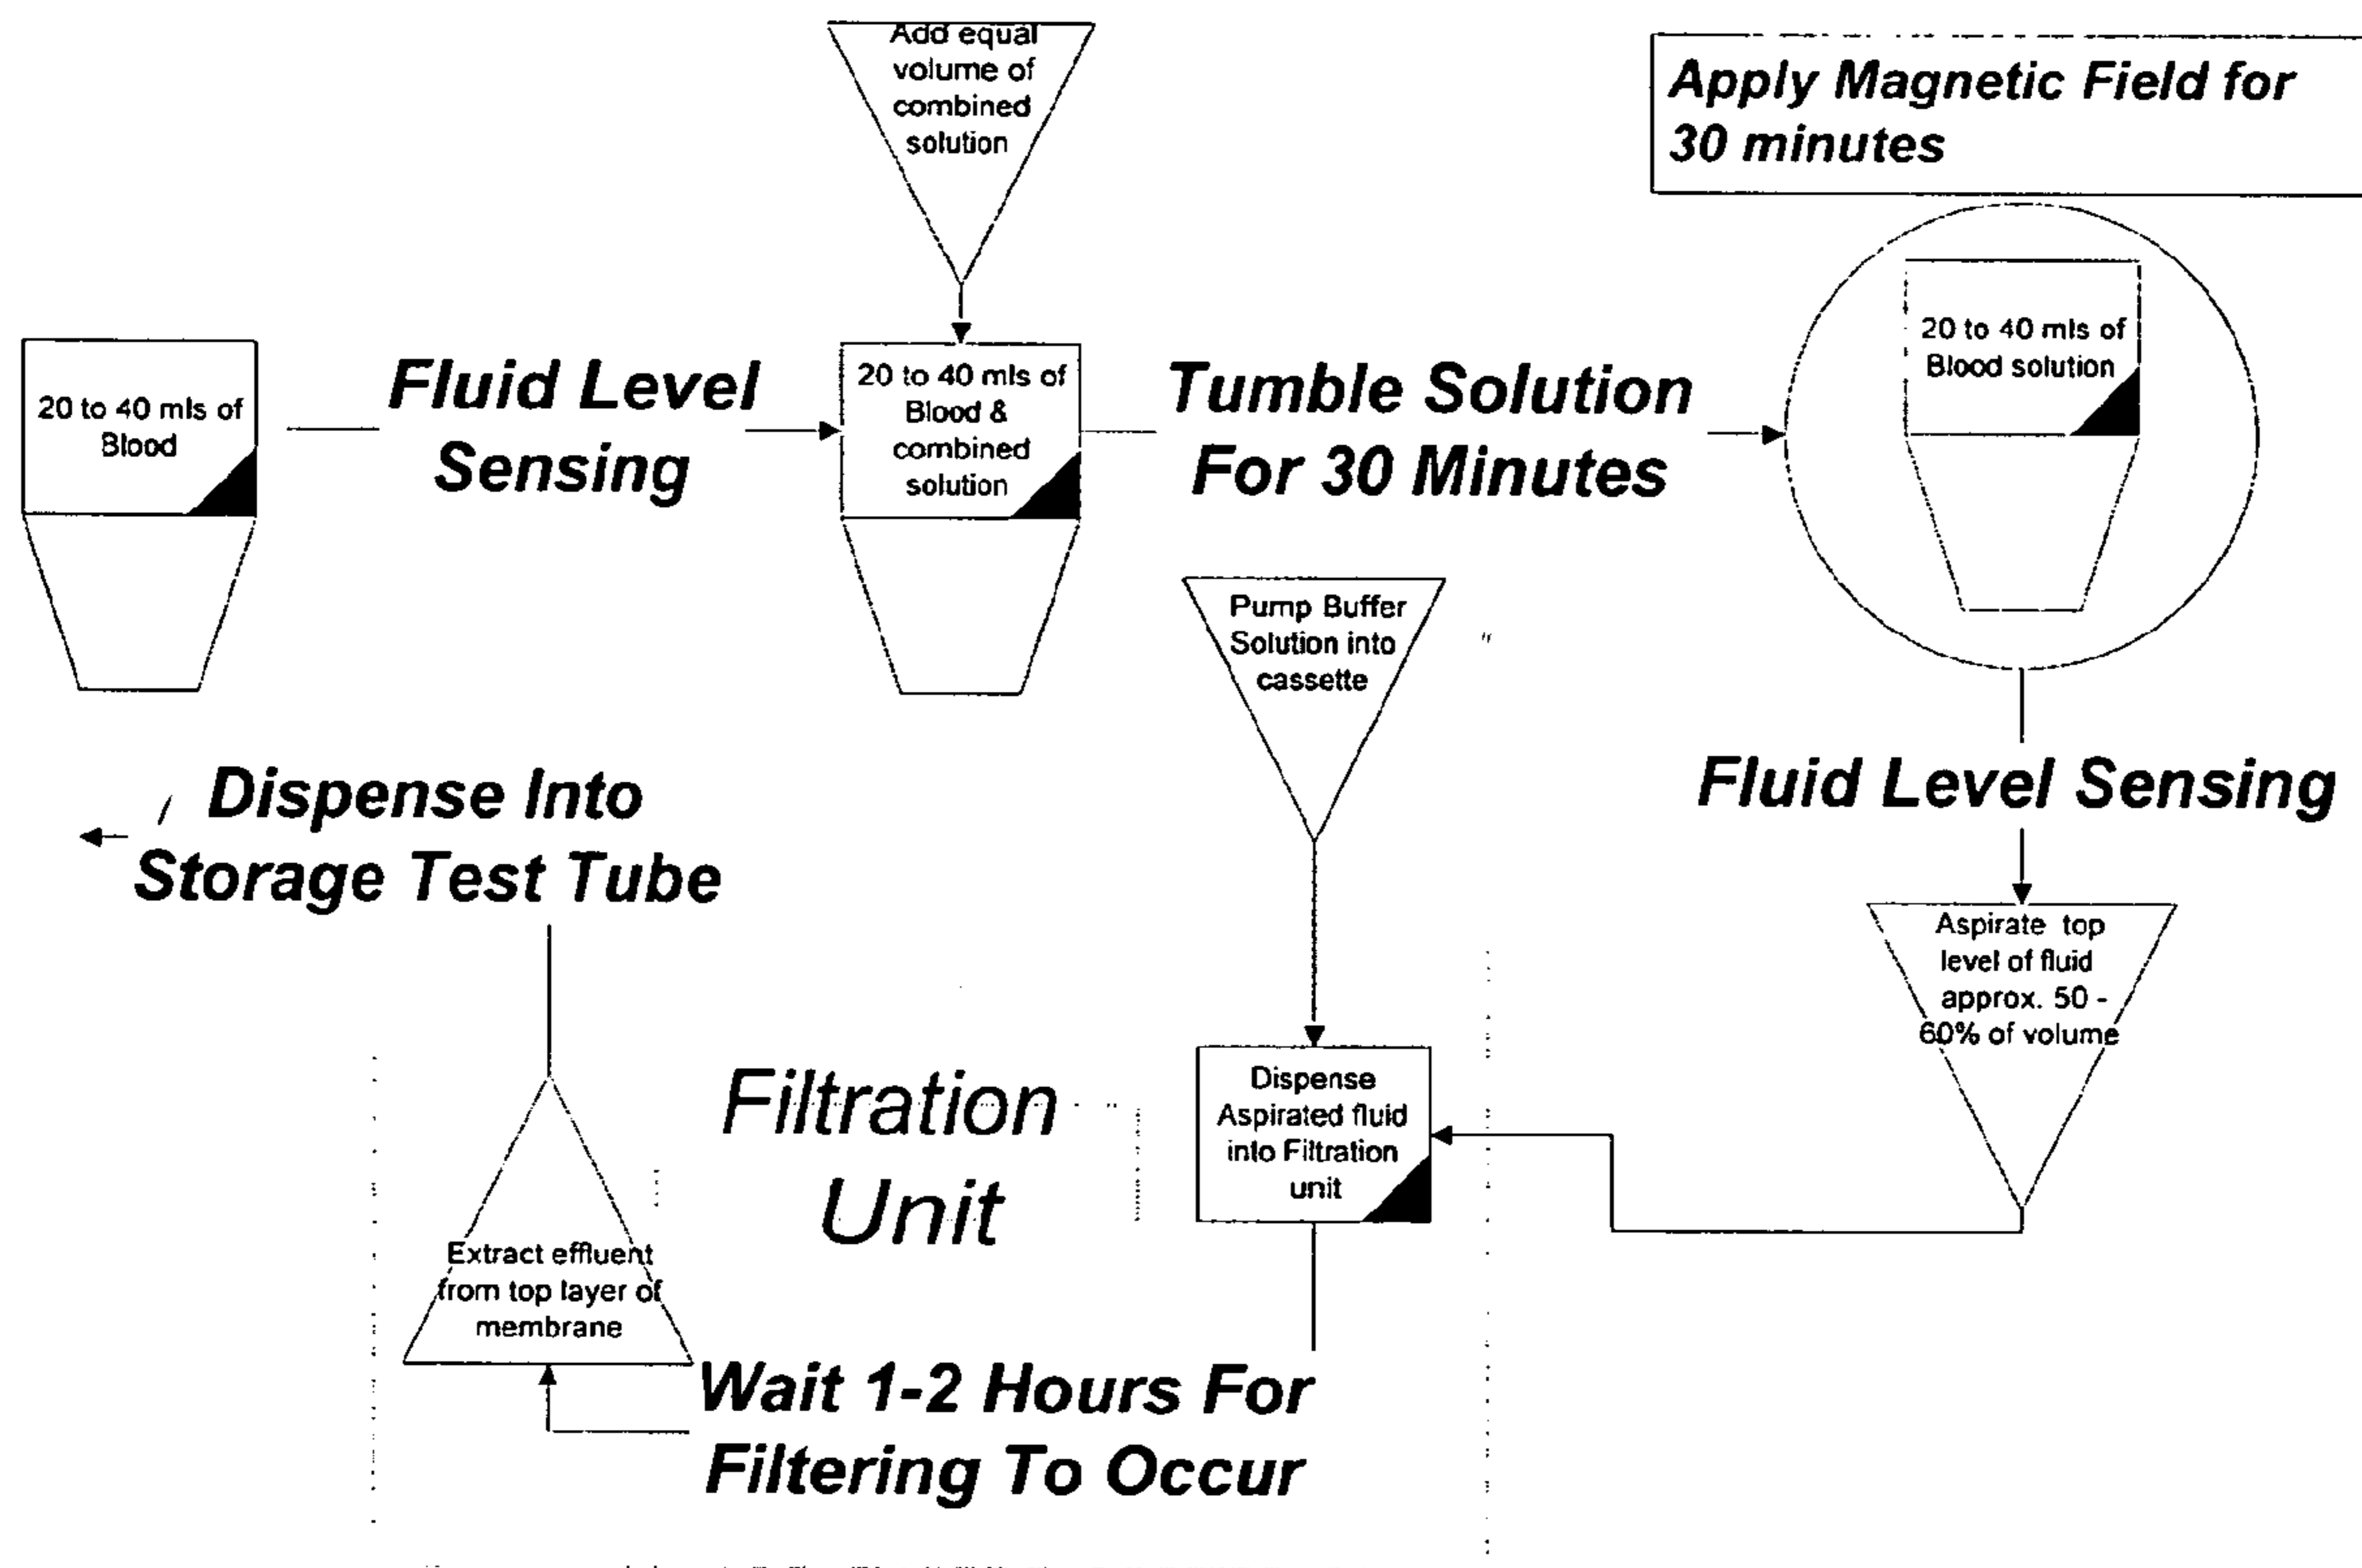 Add equal
volume of
combined
solution
Apply Magnetic Field for
30 minutes
20 to 40 mls of
Blood
Fluid Level
Sensing
20 to 40 mls of
Blood &
combined
solution
Tumble Solution
For 30 Minutes
20 to 40 mls of
Blood solution
Pump Buffer
Solution into
cassette
Fluid Level Sensing
Aspirate top
level of fluid
approx. 50 -
60% of volume
Dispense
Aspirated fluid
into Filtration
unit
Filtration
Unit
Wait 1-2 Hours For
Filtering To Occur
Extract effluent
from top layer of
membrane
Dispense Into
Storage Test Tube